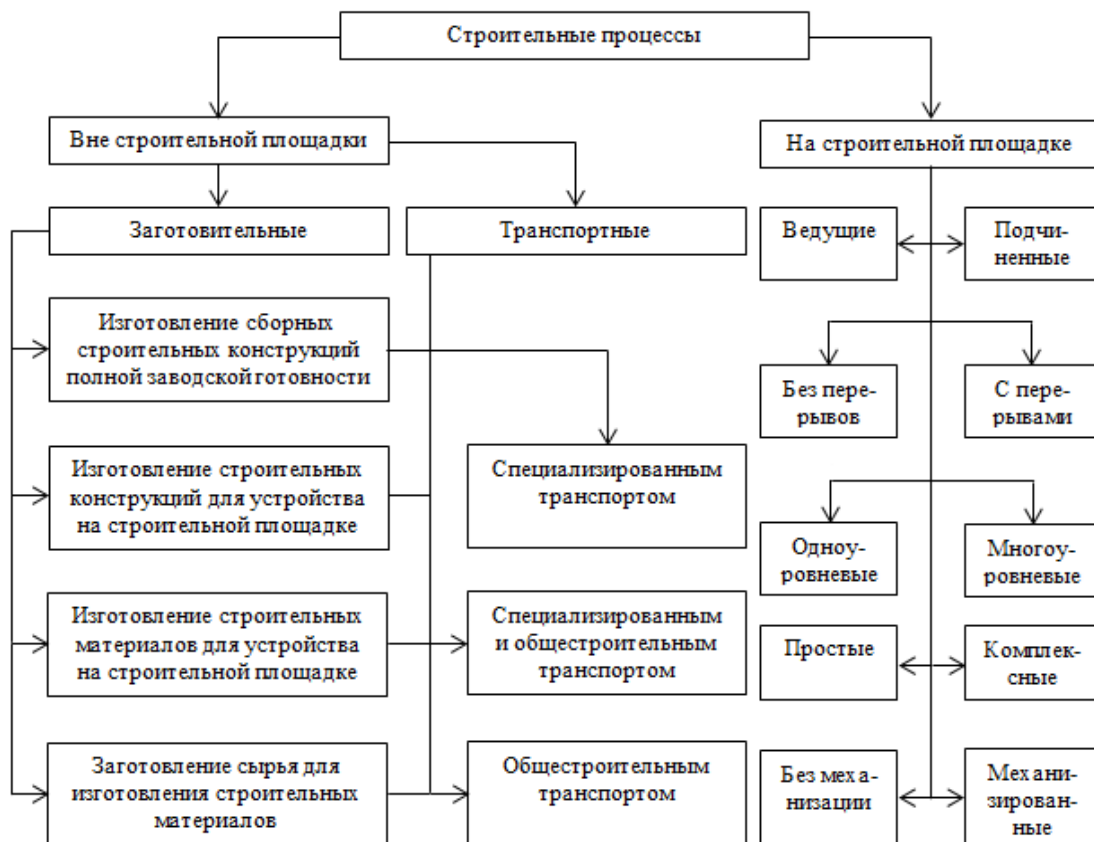 Строительные процессы
Вне строительной площадки
На строительной площадке
Заготовительные
Транспортные
Ведущие
Подчи-
ненные
Изготовление сборных
строительных конструкций
полной заводской готовности
Без пере-
рывов
С пере-
рывами
Изготовление строительных
конструкций для устройства
на строительной площадке
Специализированным
транспортом
Одноу-
ровневые
Многоу-
ровневые
Изготовление строительных
материалов для устройства
на строительной площадке
Специализированным
и общестроительным
транспортом
Простые
Комплек-
сные
Заготовление сырья для
изготовления строительных
материалов
Общестроительным
транспортом
Без меха-
низации
Механи-
зирован-
ные